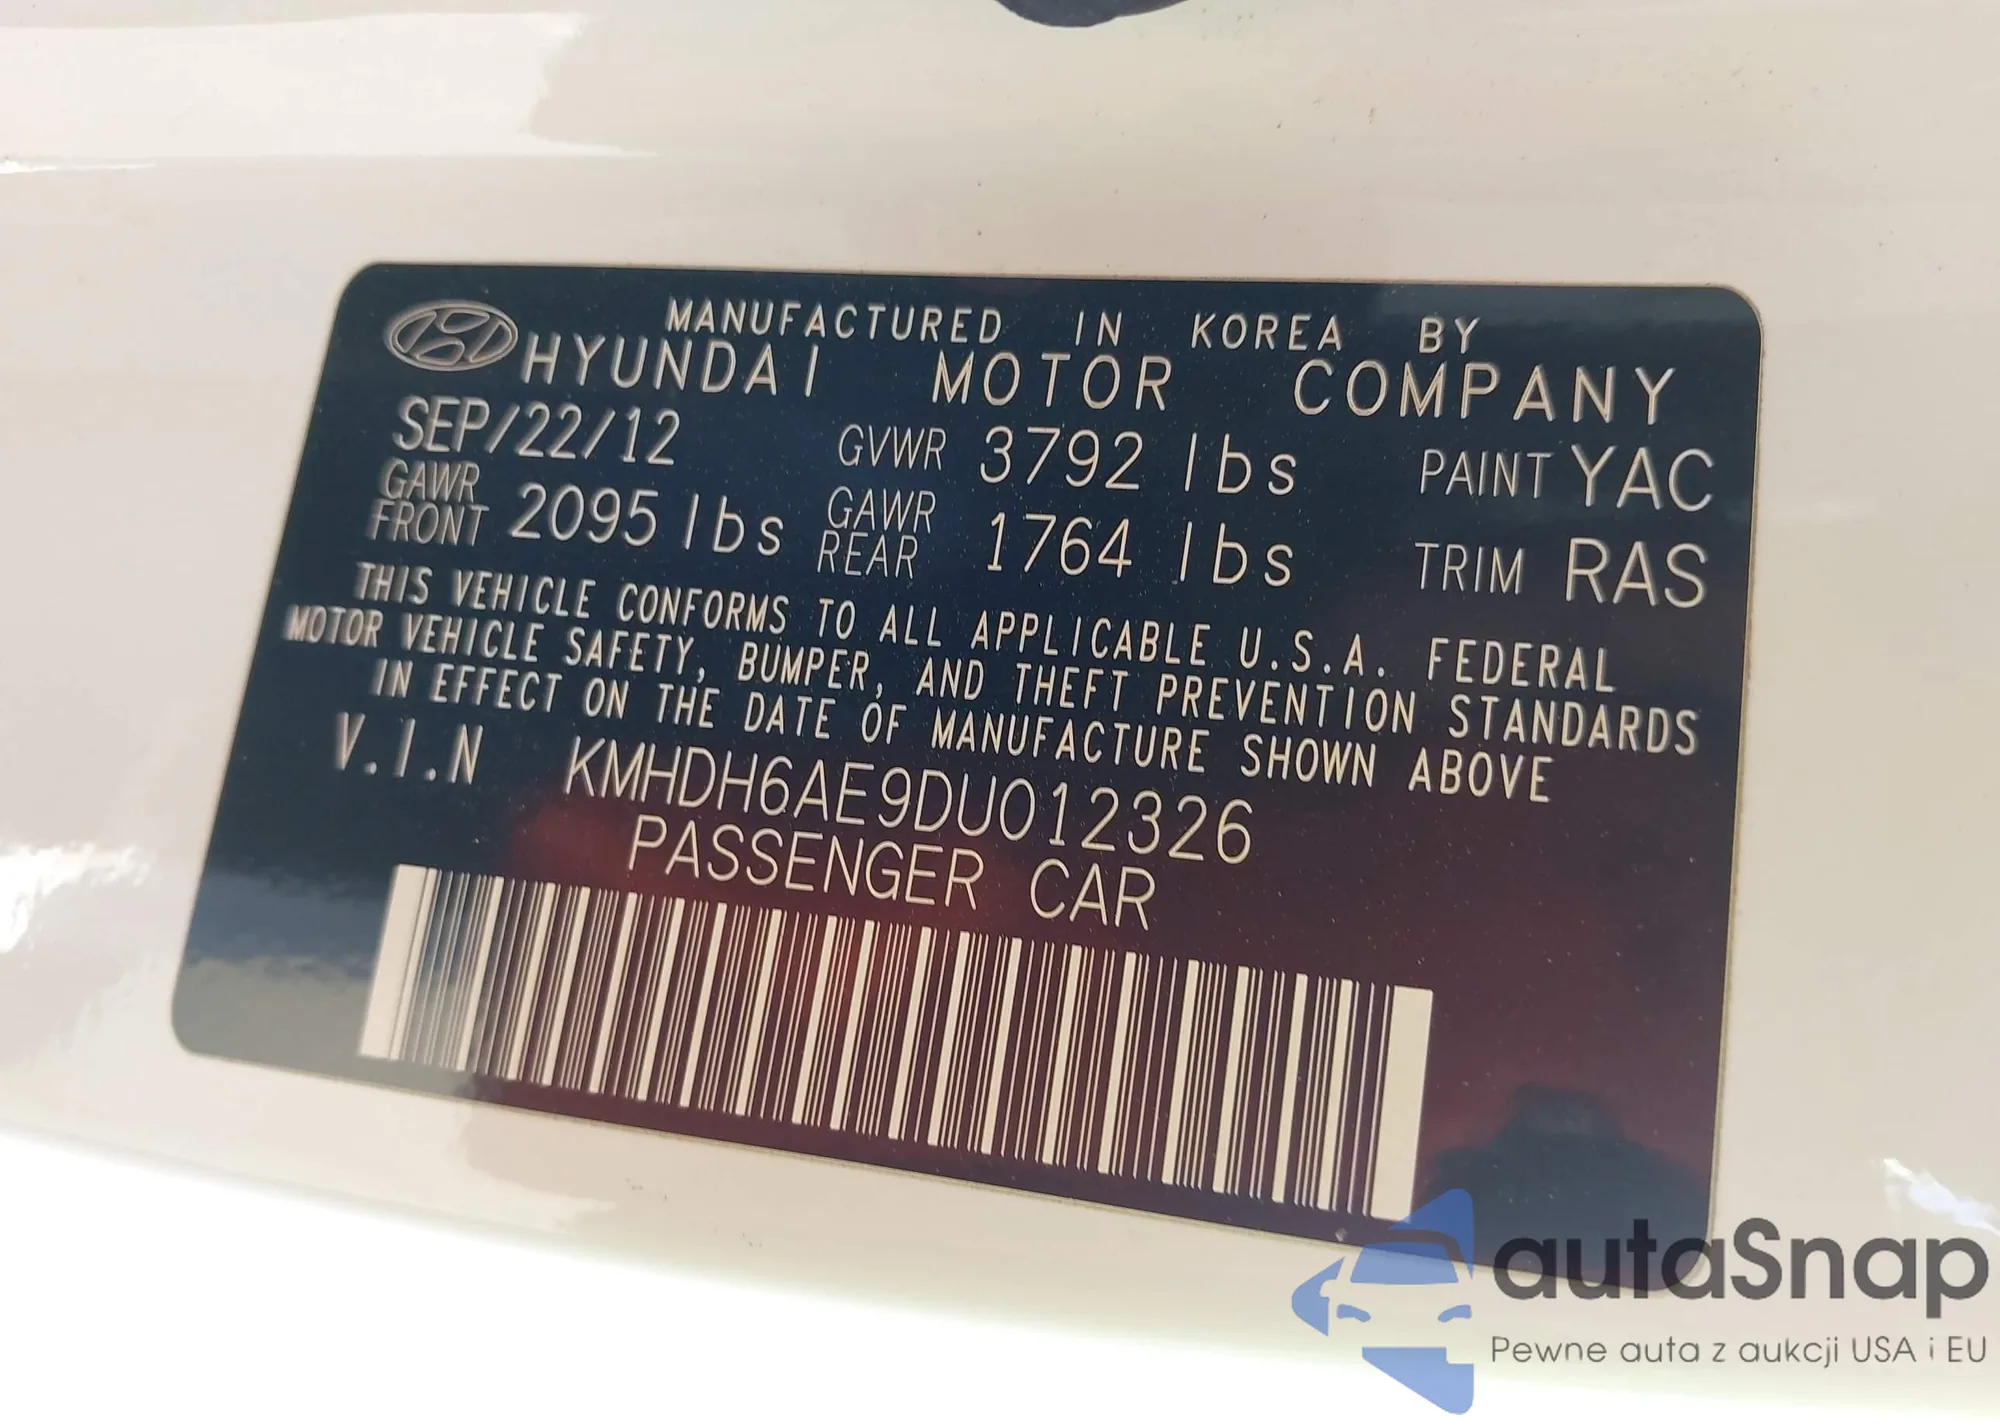 MANUFACTURED IN KOREA BY
HYUNDAI MOTOR COMPANY
SEP/22/12 GVWR 3792 lbs PAINT YAC
GAWR FRONT 2095 lbs GAWR REAR 1764 lbs TRIM RAS
THIS VEHICLE CONFORMS TO ALL APPLICABLE U.S.A. FEDERAL
MOTOR VEHICLE SAFETY, BUMPER, AND THEFT PREVENTION STANDARDS
IN EFFECT ON THE DATE OF MANUFACTURE SHOWN ABOVE
V.I.N KMHDH6AE9DU012326
PASSENGER CAR
autaSnap
Pewne auta z aukcji USA i EU